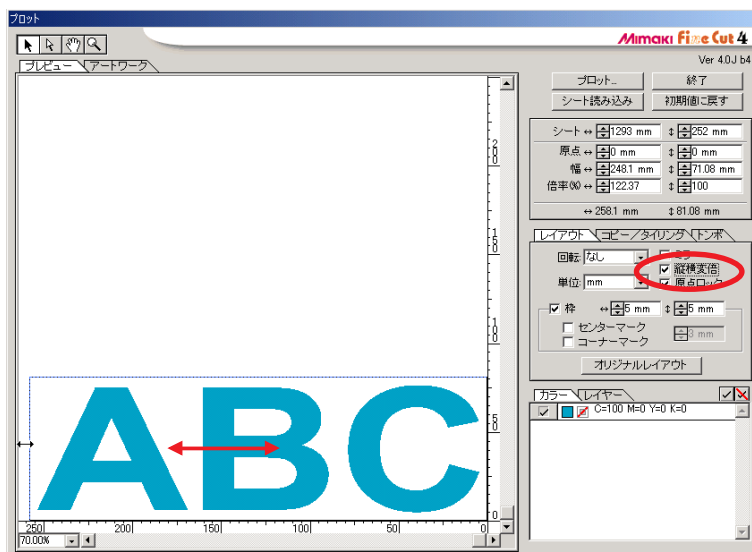 プロット
MIMAKI Fine Cut 4
Ver 4.0J b4
プレビュー アートワーク
プロット... 終了
シート読み込み 初期値に戻す
シート ↔ 1293 mm ↕ 252 mm
原点 ↔ 0 mm ↕ 0 mm
幅 ↔ 248.1 mm ↕ 71.08 mm
倍率(%) ↔ 122.37 ↕ 100
↔ 258.1 mm ↕ 81.08 mm
レイアウト コピー/タイリング トンボ
回転: なし
縦横変倍
単位: mm 原点ロック
枠 ↔ 5 mm ↕ 5 mm
センターマーク
コーナーマーク 3 mm
オリジナルレイアウト
カラー レイヤー
C=100 M=0 Y=0 K=0
200
150
100
50
0
ABC
250 200 150 100 50 0
70.00%